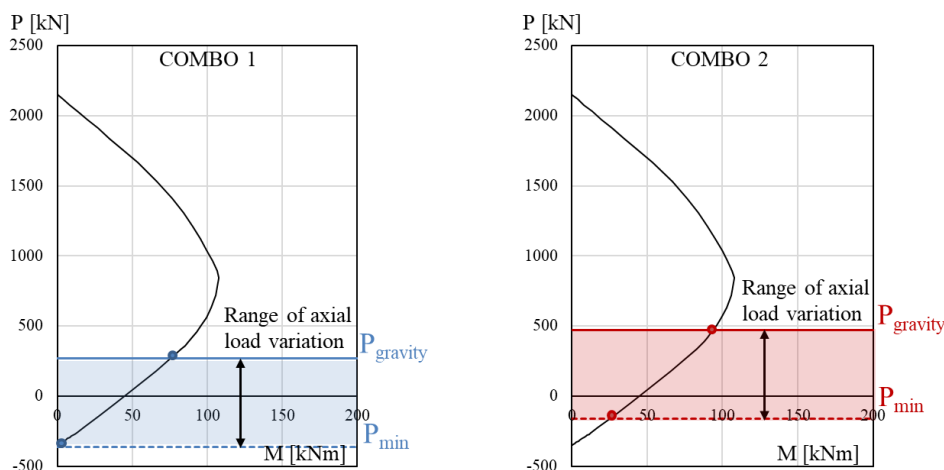 P [kN]
2500
COMBO 1
2000
1500
1000
Range of axial
load variation
500
P gravity
0
0 50 100 150 200
P min
M [kNm]
-500
P [kN]
2500
COMBO 2
2000
1500
1000
Range of axial
load variation
500
P gravity
0
0 50 100 150 200
P min
M [kNm]
-500